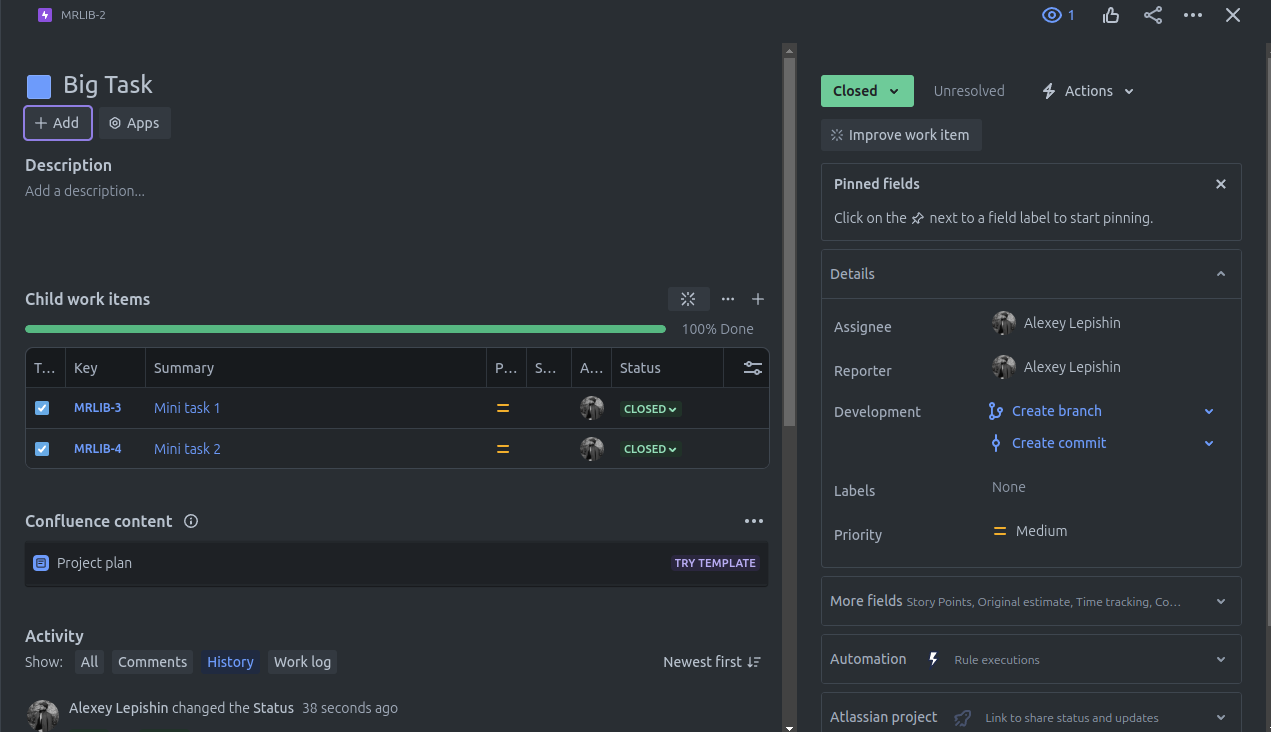 MRLIB-2
1
Big Task
Add
Apps
Description
Add a description...
Child work items
100% Done
T... Key Summary P... S... A... Status
MRLIB-3 Mini task 1 CLOSED
MRLIB-4 Mini task 2 CLOSED
Confluence content
Project plan TRY TEMPLATE
Activity
Show: All Comments History Work log Newest first
Alexey Lepishin changed the Status 38 seconds ago
Closed Unresolved Actions
Improve work item
Pinned fields
Click on the next to a field label to start pinning.
Details
Assignee Alexey Lepishin
Reporter Alexey Lepishin
Development Create branch
Create commit
Labels None
Priority Medium
More fields Story Points, Original estimate, Time tracking, Co...
Automation Rule executions
Atlassian project Link to share status and updates